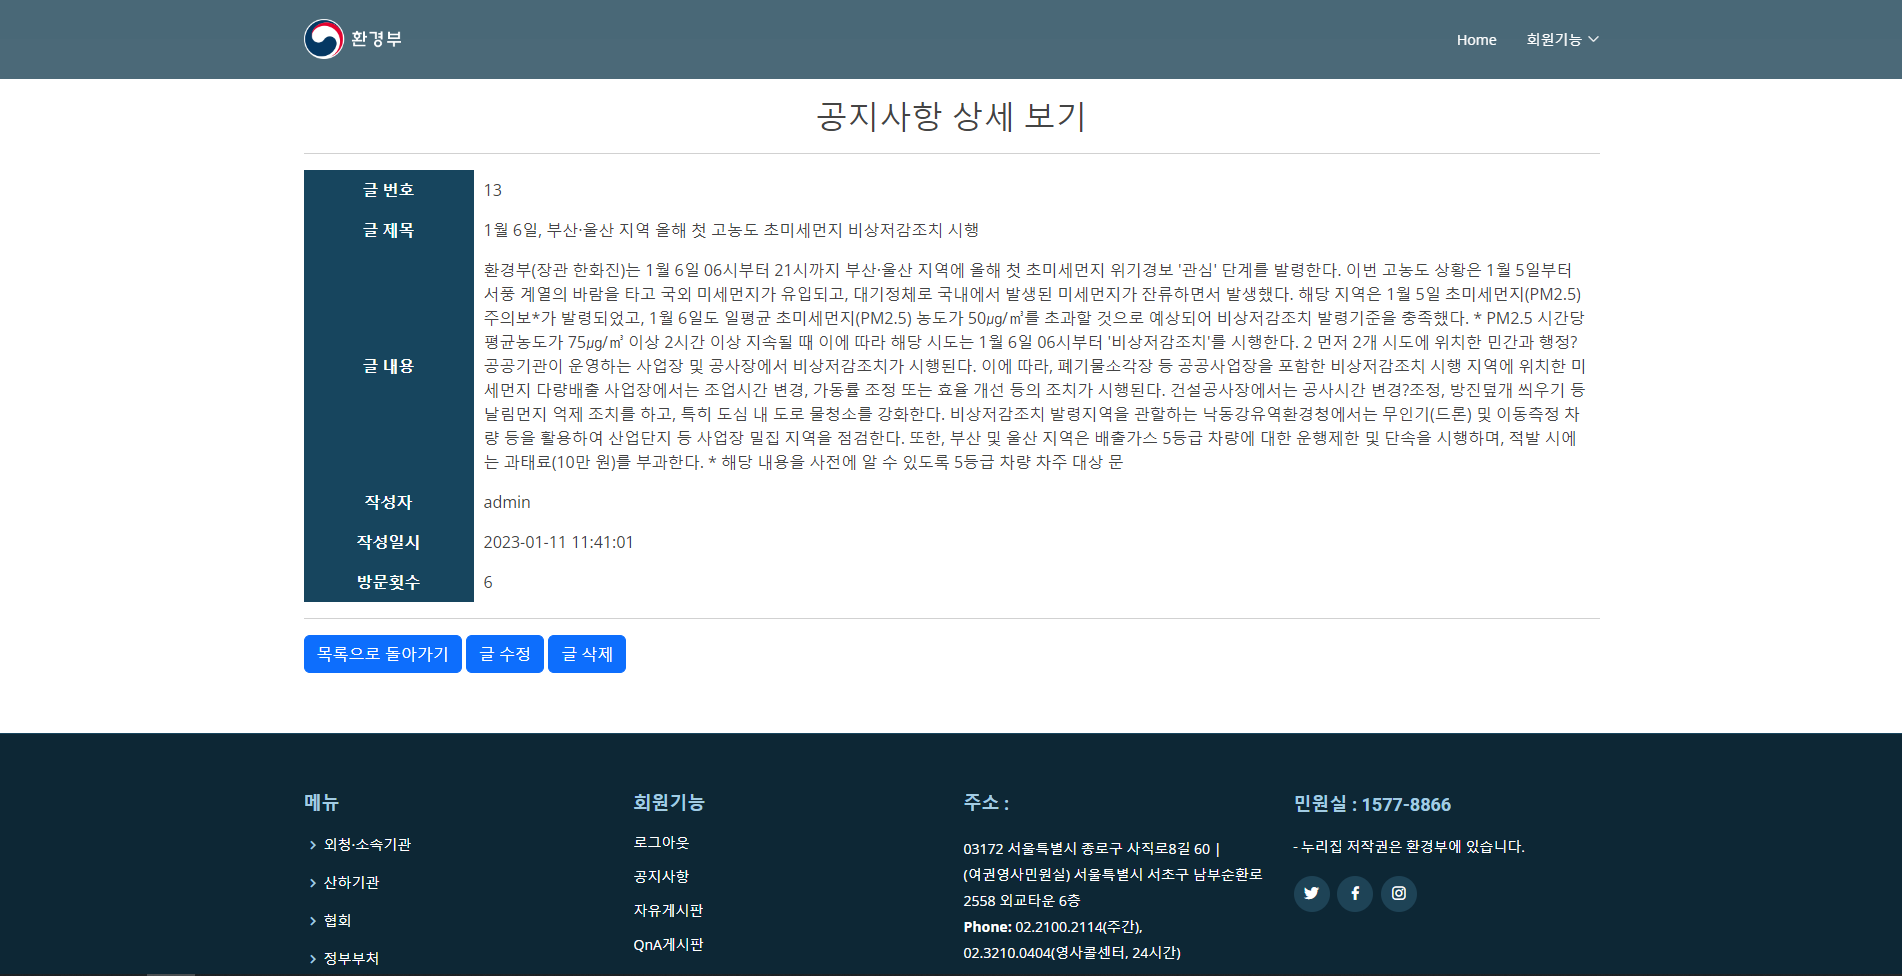 환경부
Home
회원기능
공지사항 상세 보기
글 번호
13
글 제목
1월 6일, 부산·울산 지역 올해 첫 고농도 초미세먼지 비상저감조치 시행
글 내용
환경부(장관 한화진)는 1월 6일 06시부터 21시까지 부산·울산 지역에 올해 첫 초미세먼지 위기경보 '관심' 단계를 발령한다. 이번 고농도 상황은 1월 5일부터
서풍 계열의 바람을 타고 국외 미세먼지가 유입되고, 대기정체로 국내에서 발생된 미세먼지가 잔류하면서 발생했다. 해당 지역은 1월 5일 초미세먼지(PM2.5)
주의보*가 발령되었고, 1월 6일도 일평균 초미세먼지(PM2.5) 농도가 50㎍/㎥를 초과할 것으로 예상되어 비상저감조치 발령기준을 충족했다. * PM2.5 시간당
평균농도가 75㎍/㎥ 이상 2시간 이상 지속될 때 이에 따라 해당 시도는 1월 6일 06시부터 '비상저감조치'를 시행한다. 2 먼저 2개 시도에 위치한 민간과 행정?
공공기관이 운영하는 사업장 및 공사장에서 비상저감조치가 시행된다. 이에 따라, 폐기물소각장 등 공공사업장을 포함한 비상저감조치 시행 지역에 위치한 미
세먼지 다량배출 사업장에서는 조업시간 변경, 가동률 조정 또는 효율 개선 등의 조치가 시행된다. 건설공사장에서는 공사시간 변경?조정, 방진덮개 씌우기 등
날림먼지 억제 조치를 하고, 특히 도심 내 도로 물청소를 강화한다. 비상저감조치 발령지역을 관할하는 낙동강유역환경청에서는 무인기(드론) 및 이동측정 차
량 등을 활용하여 산업단지 등 사업장 밀집 지역을 점검한다. 또한, 부산 및 울산 지역은 배출가스 5등급 차량에 대한 운행제한 및 단속을 시행하며, 적발 시에
는 과태료(10만 원)를 부과한다. * 해당 내용을 사전에 알 수 있도록 5등급 차량 차주 대상 문
작성자
admin
작성일시
2023-01-11 11:41:01
방문횟수
6
목록으로 돌아가기
글 수정
글 삭제
메뉴
외청·소속기관
산하기관
협회
정부부처
회원기능
로그아웃
공지사항
자유게시판
QnA게시판
주소 :
03172 서울특별시 종로구 사직로8길 60 |
(여권영사민원실) 서울특별시 서초구 남부순환로
2558 외교타운 6층
Phone: 02.2100.2114(주간),
02.3210.0404(영사콜센터, 24시간)
민원실 : 1577-8866
- 누리집 저작권은 환경부에 있습니다.